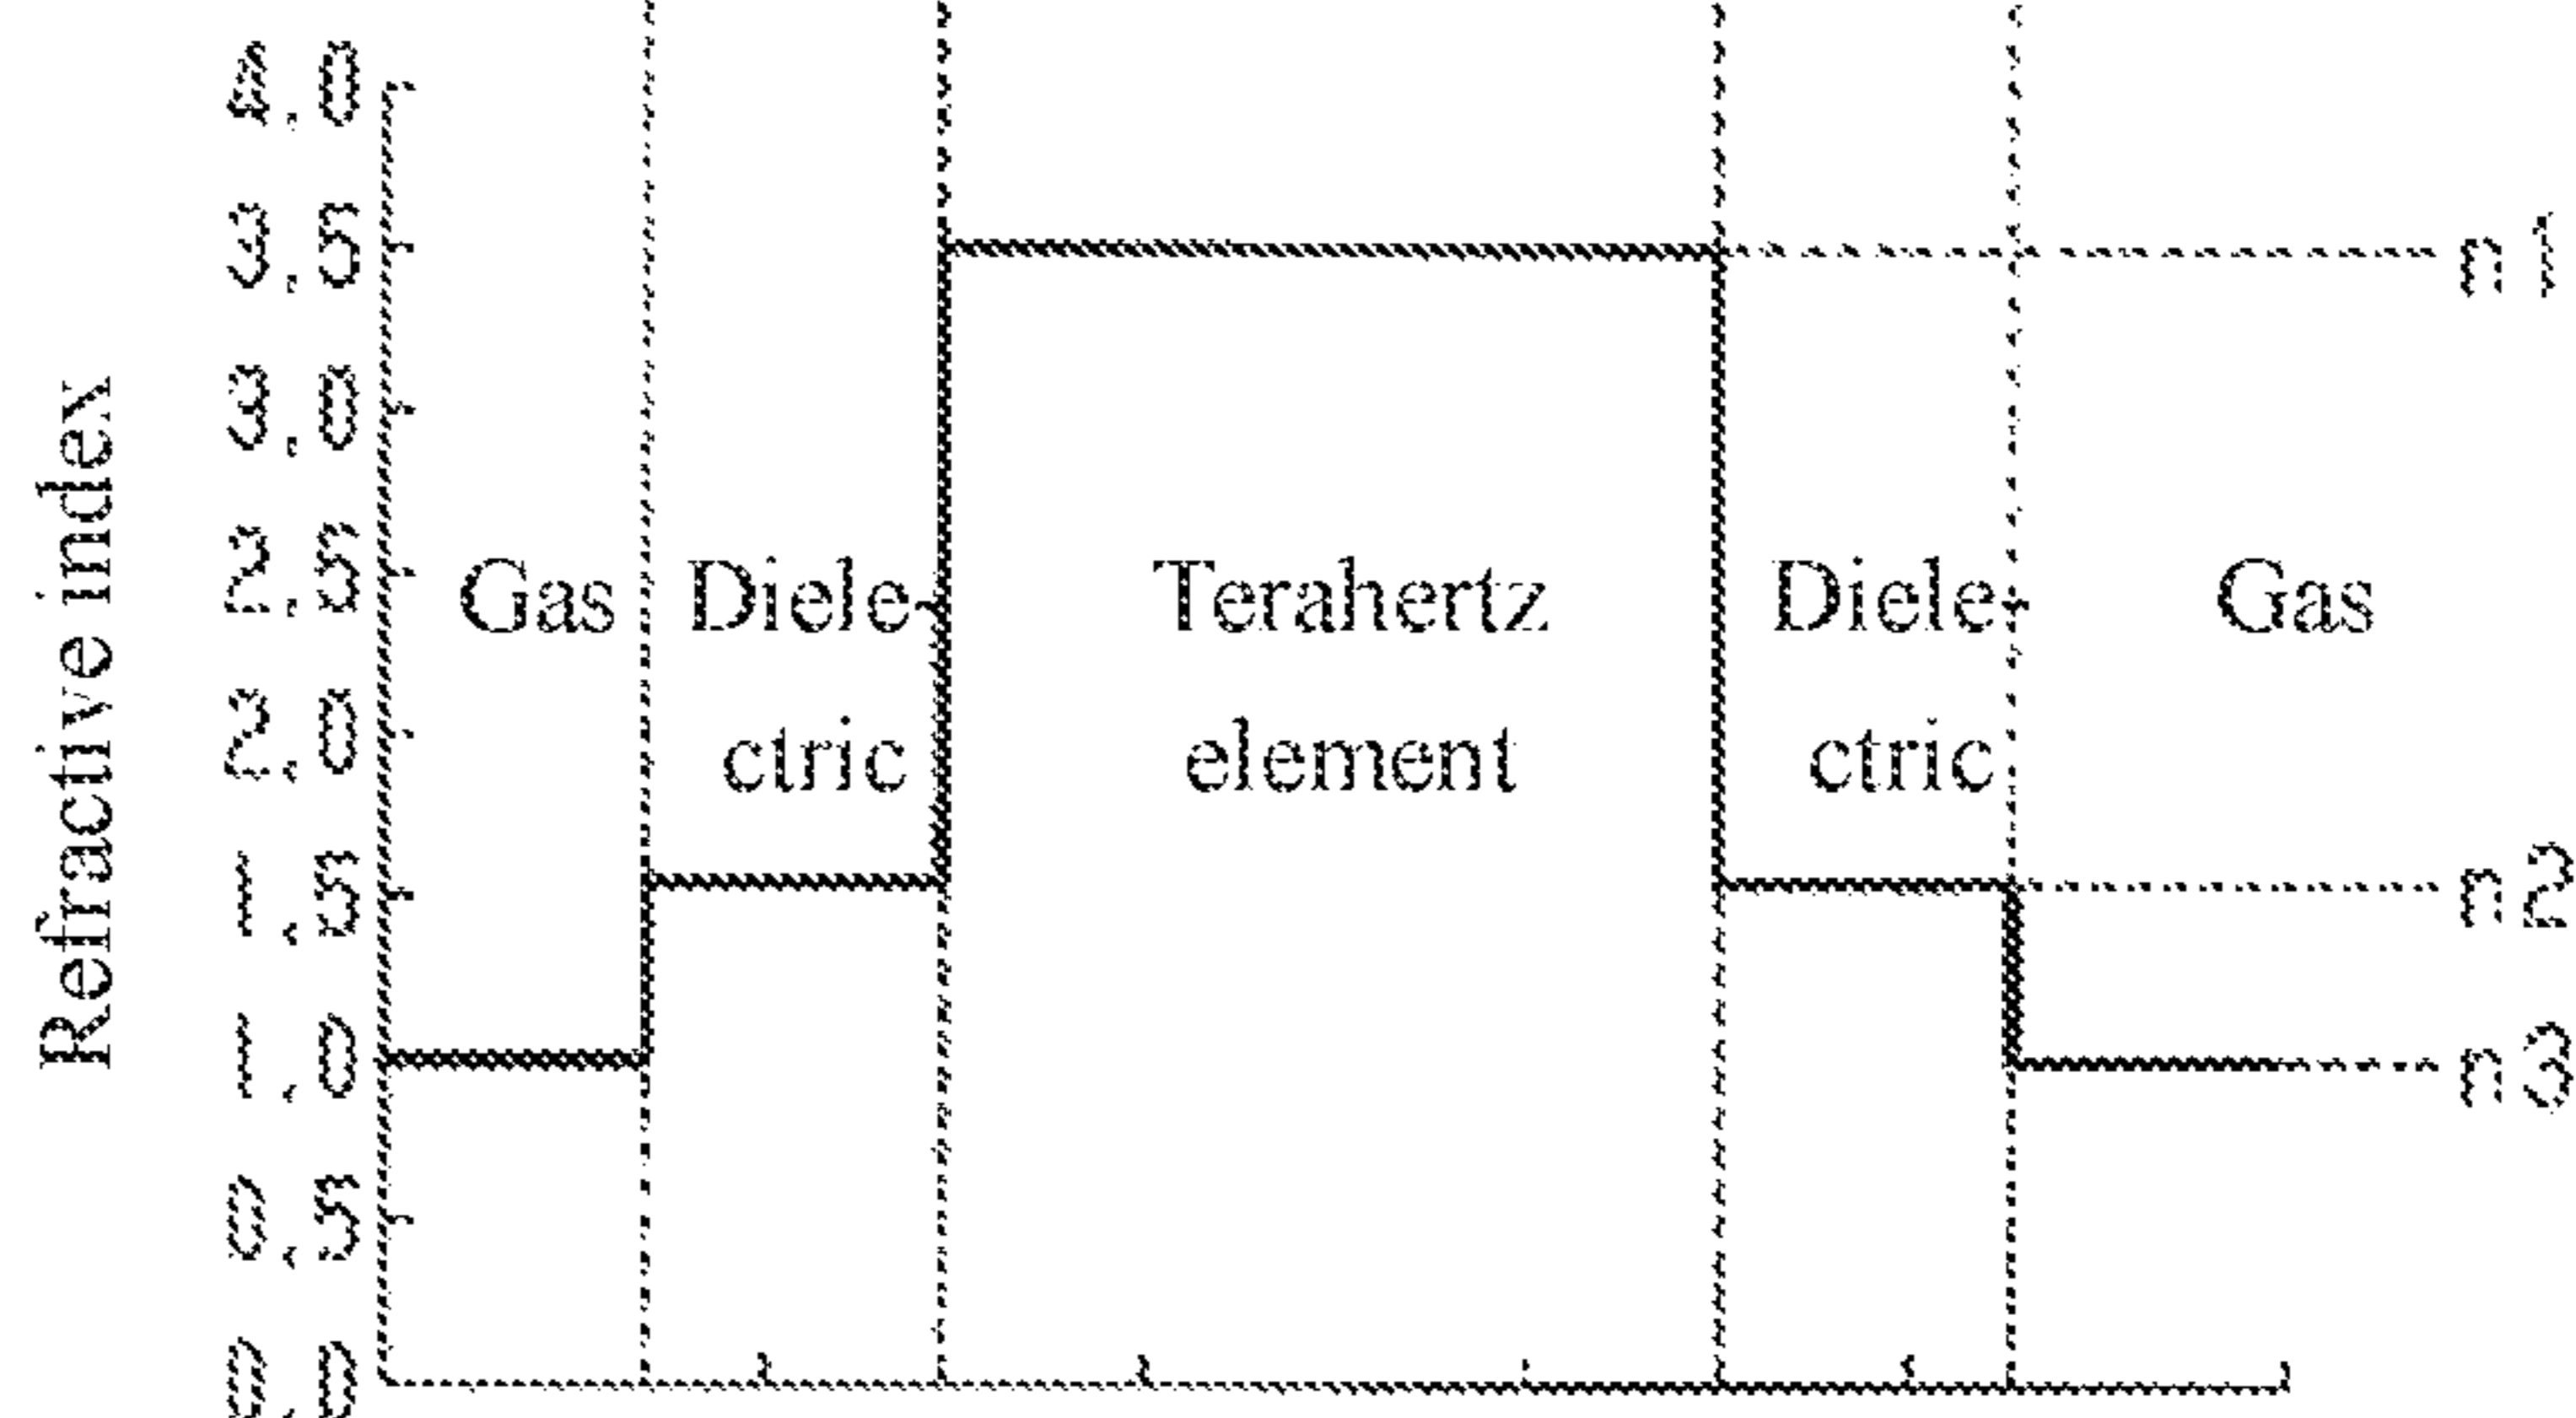 Refractive index
4.0
3.5
3.0
2.5
2.0
1.5
1.0
0.5
0.0
Gas
Diele-
ctric
Terahertz
element
Diele-
ctric
Gas
n1
n2
n3